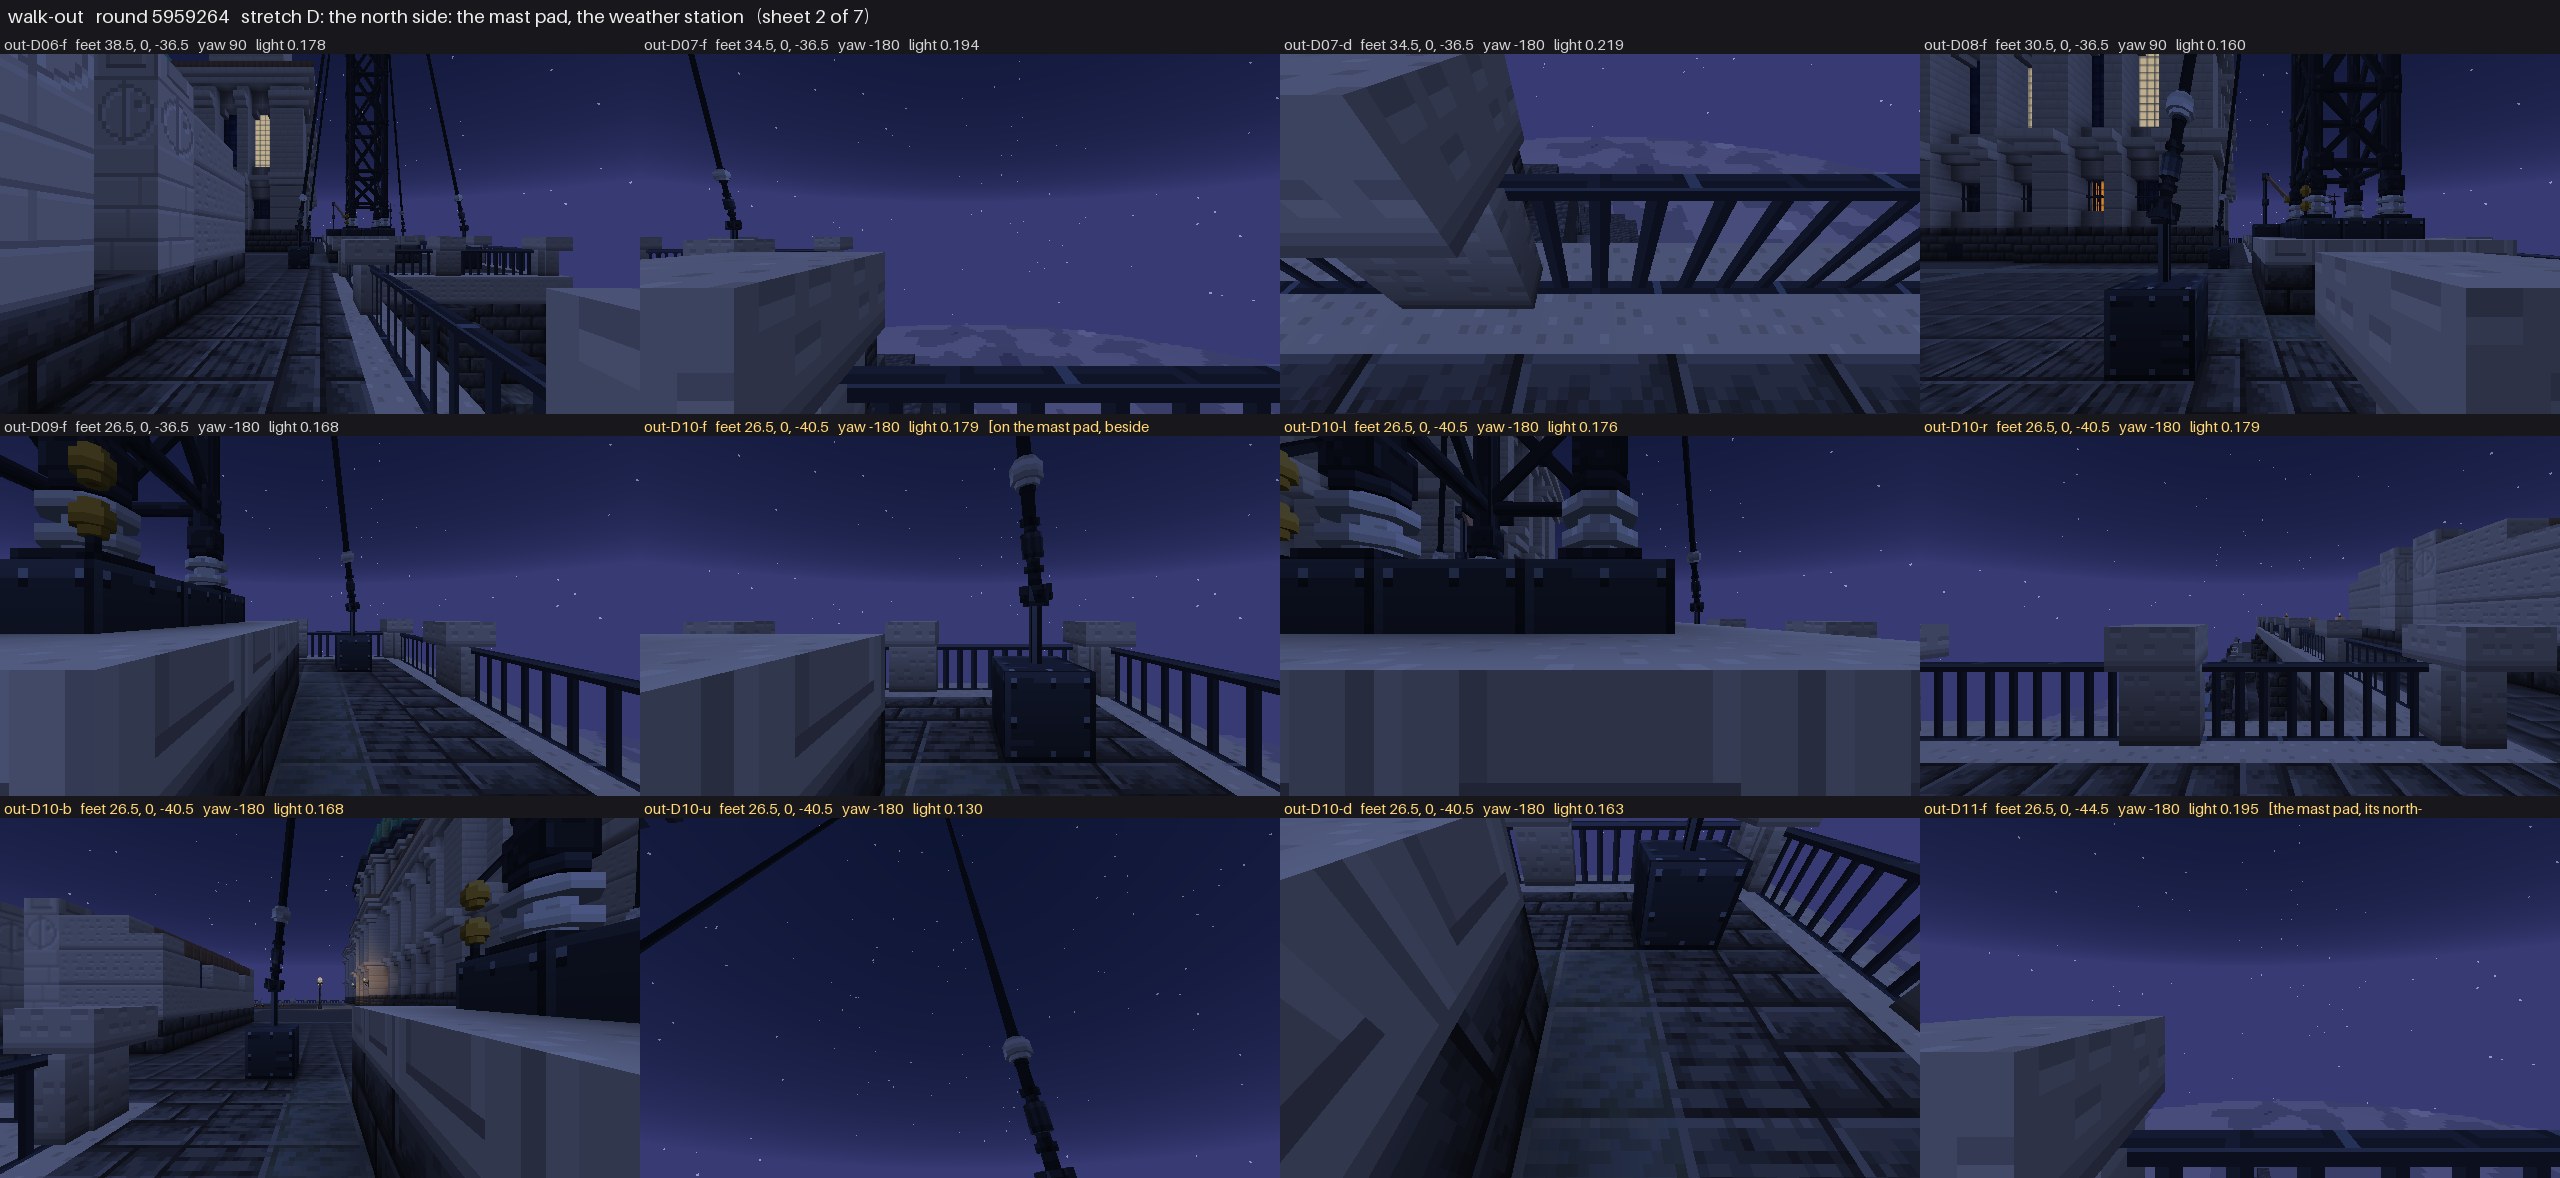 walk-out   round 5959264   stretch D: the north side: the mast pad, the weather station   (sheet 2 of 7)
out-D06-f  feet 38.5, 0, -36.5   yaw 90   light 0.178
out-D07-f  feet 34.5, 0, -36.5   yaw -180   light 0.194
out-D07-d  feet 34.5, 0, -36.5   yaw -180   light 0.219
out-D08-f  feet 30.5, 0, -36.5   yaw 90   light 0.160
out-D09-f  feet 26.5, 0, -36.5   yaw -180   light 0.168
out-D10-f  feet 26.5, 0, -40.5   yaw -180   light 0.179   [on the mast pad, beside
out-D10-l  feet 26.5, 0, -40.5   yaw -180   light 0.176
out-D10-r  feet 26.5, 0, -40.5   yaw -180   light 0.179
out-D10-b  feet 26.5, 0, -40.5   yaw -180   light 0.168
out-D10-u  feet 26.5, 0, -40.5   yaw -180   light 0.130
out-D10-d  feet 26.5, 0, -40.5   yaw -180   light 0.163
out-D11-f  feet 26.5, 0, -44.5   yaw -180   light 0.195   [the mast pad, its north-